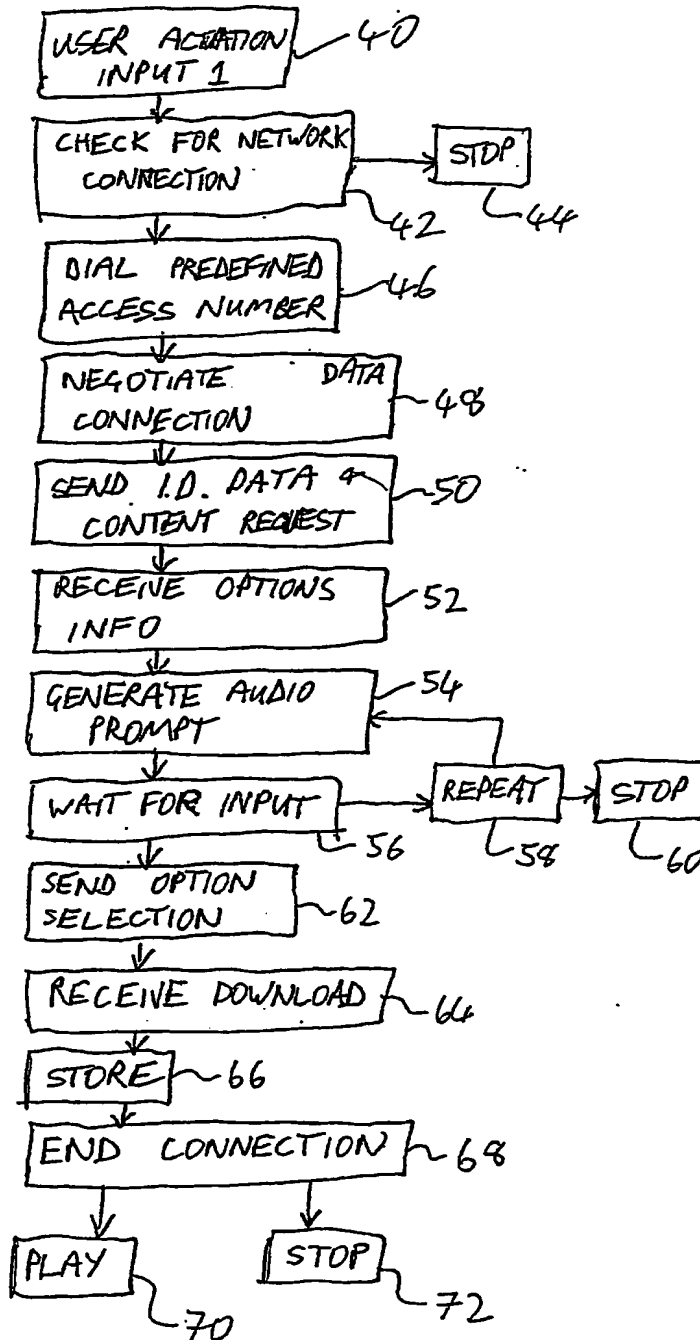 USER ACTATION
INPUT 1
40
CHECK FOR NETWORK
CONNECTION
42
STOP
44
DIAL PREDEFINED
ACCESS NUMBER
46
NEGOTIATE DATA
CONNECTION
48
SEND I.D. DATA &
CONTENT REQUEST
50
RECEIVE OPTIONS
INFO
52
GENERATE AUDIO
PROMPT
54
WAIT FOR INPUT
56
REPEAT
58
STOP
60
SEND OPTION
SELECTION
62
RECEIVE DOWNLOAD
64
STORE
66
END CONNECTION
68
PLAY
70
STOP
72